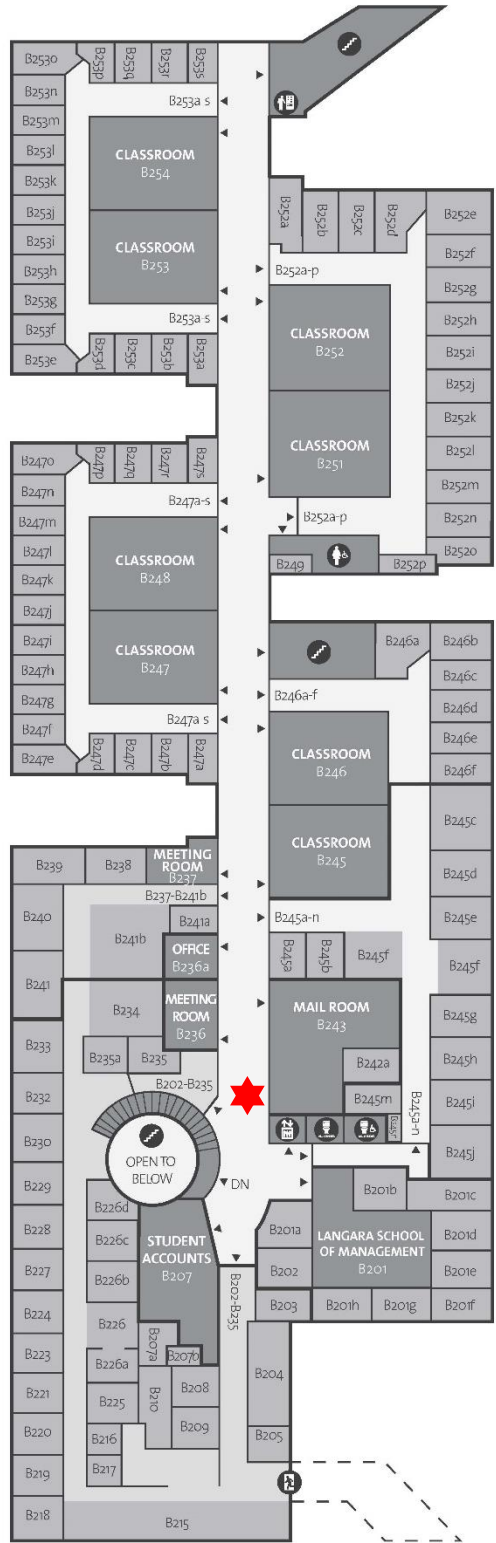 B253o
B253p
B253q
B253r
B253s
B253n
B253a s
B253m
B253l
CLASSROOM
B254
B253k
B253j
B253i
CLASSROOM
B253
B253h
B253g
B253a-s
B253f
B253e
B253d
B253c
B253b
B253a
B252a
B252b
B252c
B252d
B252e
B252f
B252a-p
B252g
CLASSROOM
B252
B252h
B252i
B252j
CLASSROOM
B251
B252k
B252l
B252m
B252a-p
B252n
B252o
B249
B252p
B247o
B247p
B247q
B247r
B247s
B247n
B247a-s
B247m
B247l
CLASSROOM
B248
B247k
B247j
B247i
CLASSROOM
B247
B247h
B247g
B247a s
B247f
B247e
B247d
B247c
B247b
B247a
B246a
B246b
B246c
B246a-f
B246d
B246e
CLASSROOM
B246
B246f
B245c
CLASSROOM
B245
B245d
B245e
B245a-n
B245a
B245b
B245f
B245f
B239
B238
MEETING
ROOM
B237
B237-B241b
B240
B241a
B241b
OFFICE
B236a
B241
B234
MEETING
ROOM
B236
MAIL ROOM
B243
B245g
B233
B235a
B235
B242a
B245h
B202-B235
B232
B245m
B245i
B245a-n
B230
OPEN TO
BELOW
B245j
B229
DN
B201b
B201c
B226d
B228
B226c
STUDENT
ACCOUNTS
B207
B201a
LANGARA SCHOOL
OF MANAGEMENT
B201
B201d
B227
B226b
B202
B201e
B202-B235
B224
B226
B203
B201h
B201g
B201f
B223
B226a
B207a
B207b
B204
B221
B225
B210
B208
B220
B216
B209
B205
B219
B217
B218
B215